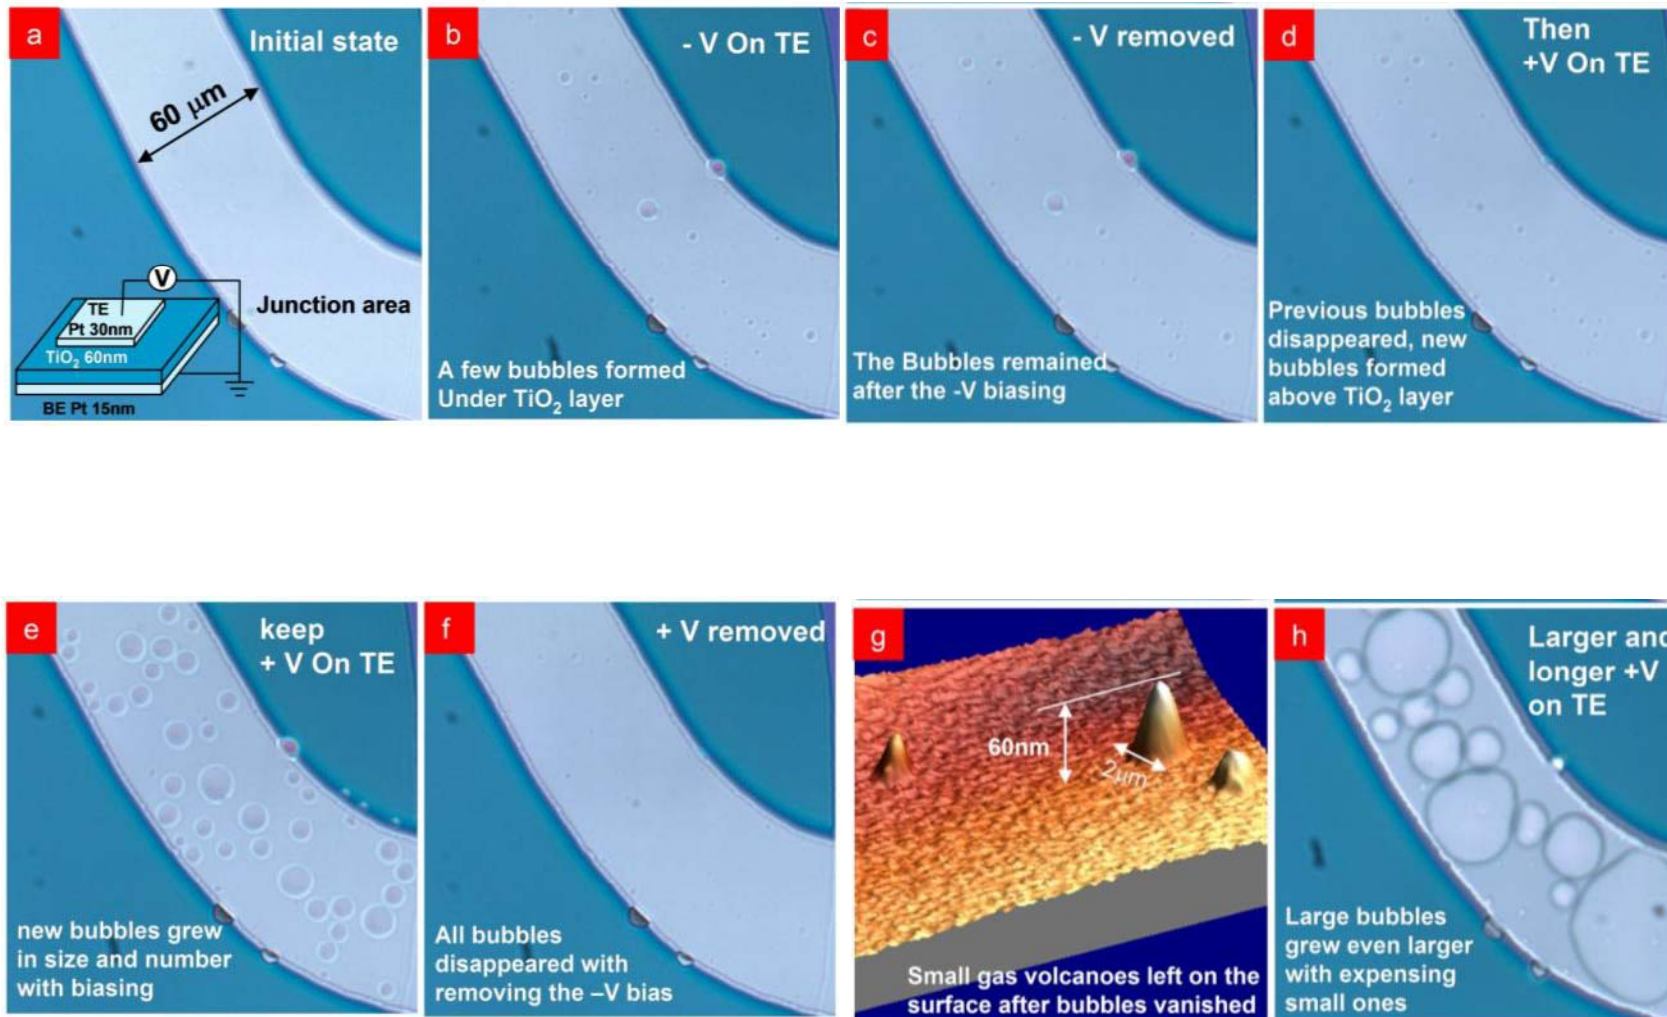 a
Initial state
60 μm
V
TE
Pt 30nm
TiO₂ 60nm
BE Pt 15nm
Junction area
b
- V On TE
A few bubbles formed
Under TiO₂ layer
c
- V removed
The Bubbles remained
after the -V biasing
d
Then
+V On TE
Previous bubbles
disappeared, new
bubbles formed
above TiO₂ layer
e
keep
+ V On TE
new bubbles grew
in size and number
with biasing
f
+ V removed
All bubbles
disappeared with
removing the –V bias
g
60nm
2μm
Small gas volcanoes left on the
surface after bubbles vanished
h
Larger and
longer +V
on TE
Large bubbles
grew even larger
with expensing
small ones